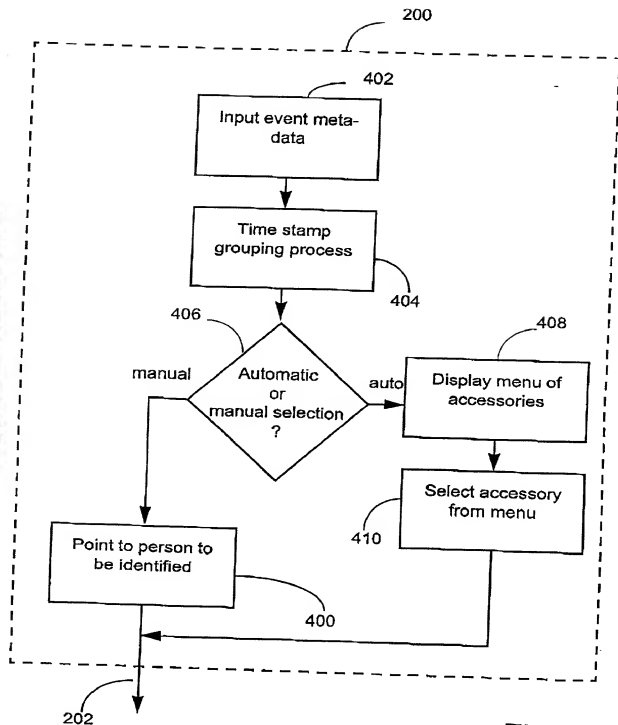 200
402
Input event meta-
data
Time stamp
grouping process
404
406
408
manual
Automatic
or
manual selection
?
auto
Display menu of
accessories
Select accessory
from menu
410
Point to person to
be identified
400
202